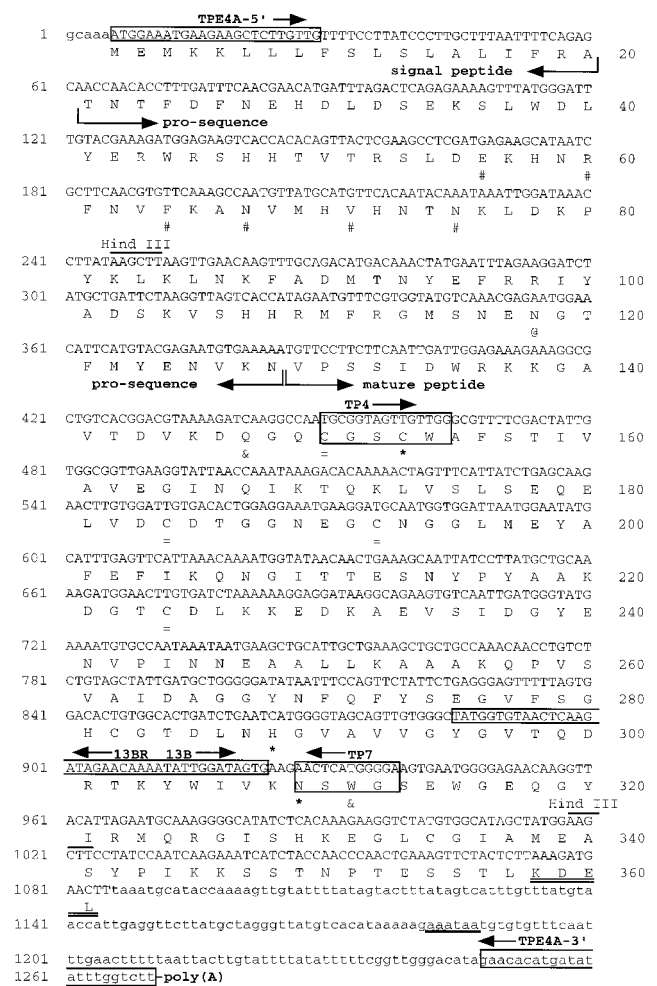 TPE4A-5'
1 gcaaaATGGAAATGAAGAAGCTCTTGTTGTTTTCCTTATCCCTTGCTTTAATTTTCAGAG
M E M K K L L L F S L S L A L I F R A 20
signal peptide
61 CAACCAACACCTTTGATTTCAACGAACATGATTTAGACTCAGAGAAAAGTTTATGGGATT
T N T F D F N E H D L D S E K S L W D L 40
pro-sequence
121 TGTACGAAAGATGGAGAAGTCACCACACAGTTACTCGAAGCCTCGATGAGAAGCATAATC
Y E R W R S H H T V T R S L D E K H N R 60
# #
181 GCTTCAACGTGTTCAAAGCCAATGTTATGCATGTTCACAATACAAATAAATTGGATAAAC
F N V F K A N V M H V H N T N K L D K P 80
# # # #
Hind III
241 CTTATAAGCTTAAGTTGAACAAGTTTGCAGACATGACAAACTATGAATTTAGAAGGATCT
Y K L K L N K F A D M T N Y E F R R I Y 100
301 ATGCTGATTCTAAGGTTAGTCACCATAGAATGTTTCGTGGTATGTCAAACGAGAATGGAA
A D S K V S H H R M F R G M S N E N G T 120
@
361 CATTCATGTACGAGAATGTGAAAAATGTTCCTTCTTCAATTGATTGGAGAAAGAAAGGCG
F M Y E N V K N V P S S I D W R K K G A 140
pro-sequence mature peptide
TP4
421 CTGTCACGGACGTAAAAGATCAAGGCCAATGCGGTAGTTGTTGGGCGTTTTCGACTATTG
V T D V K D Q G Q C G S C W A F S T I V 160
& = *
481 TGGCGGTTGAAGGTATTAACCAAATAAAGACACAAAAACTAGTTTCATTATCTGAGCAAG
A V E G I N Q I K T Q K L V S L S E Q E 180
541 AACTTGTGGATTGTGACACTGGAGGAAATGAAGGATGCAATGGTGGATTAATGGAATATG
L V D C D T G G N E G C N G G L M E Y A 200
= =
601 CATTTGAGTTCATTAAACAAAATGGTATAACAACTGAAAGCAATTATCCTTATGCTGCAA
F E F I K Q N G I T T E S N Y P Y A A K 220
661 AAGATGGAACTTGTGATCTAAAAAAGGAGGATAAGGCAGAAGTGTCAATTGATGGGTATG
D G T C D L K K E D K A E V S I D G Y E 240
=
721 AAAATGTGCCAATAAATAATGAAGCTGCATTGCTGAAAGCTGCTGCCAAACAACCTGTCT
N V P I N N E A A L L K A A A K Q P V S 260
781 CTGTAGCTATTGATGCTGGGGGATATAATTTCCAGTTCTATTCTGAGGGAGTTTTTAGTG
V A I D A G G Y N F Q F Y S E G V F S G 280
841 GACACTGTGGCACTGATCTGAATCATGGGGTAGCAGTTGTGGGCTATGGTGTAACTCAAG
H C G T D L N H G V A V V G Y G V T Q D 300
*
13BR 13B TP7
901 ATAGAACAAAATATTGGATAGTGAAGAACTCATGGGGAAGTGAATGGGGAGAACAAGGTT
R T K Y W I V K N S W G S E W G E Q G Y 320
* &
Hind III
961 ACATTAGAATGCAAAGGGGCATATCTCACAAAGAAGGTCTATGTGGCATAGCTATGGAAG
I R M Q R G I S H K E G L C G I A M E A 340
1021 CTTCCTATCCAATCAAGAAATCATCTACCAACCCAACTGAAAGTTCTACTCTTAAAGATG
S Y P I K K S S T N P T E S S T L K D E 360
1081 AACTTtaaatgcataccaaaagttgtattttatagtactttatagtcatttgtttatgta
L
1141 accattgaggttcttatgctagggttatgtcacataaaaagaaataatgtgtgtttcaat
TPE4A-3'
1201 ttgaactttttaattacttgtattttatattttcggttgggacatagaacacatgatat
1261 atttggtctt-poly(A)